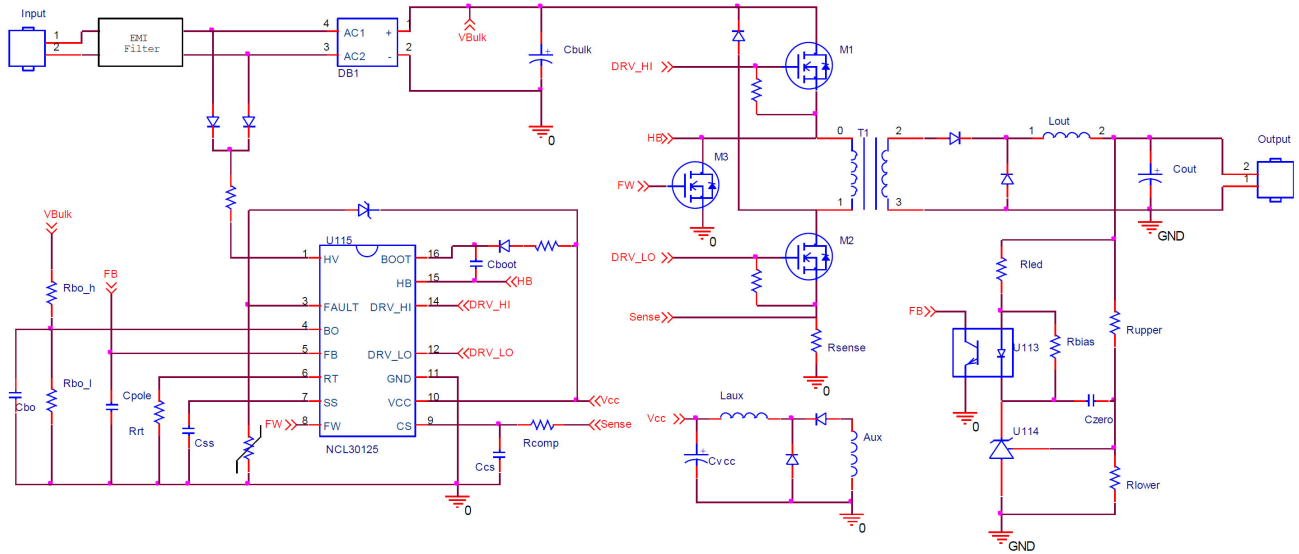 Input
1
2
EMI
Filter
4
3
AC1
AC2
+
-
DB1
1
2
VBulk
Cbulk
0
DRV_HI
M1
HB
M3
FW
0
0
1
T1
2
3
Lout
1
2
Cout
GND
Output
2
1
DRV_LO
M2
Sense
Rsense
0
VBulk
FB
Rbo_h
Rbo_l
Cbo
Cpole
Rrt
Css
FW
U115
1
HV
3
FAULT
4
BO
5
FB
6
RT
7
SS
8
FW
BOOT
16
HB
15
DRV_HI
14
DRV_LO
12
GND
11
VCC
10
CS
9
NCL30125
Cboot
HB
DRV_HI
DRV_LO
Vcc
Sense
Rcomp
Ccs
0
Vcc
Laux
Cvcc
Aux
0
FB
Rled
U113
Rbias
Rupper
Czero
0
U114
Rlower
GND